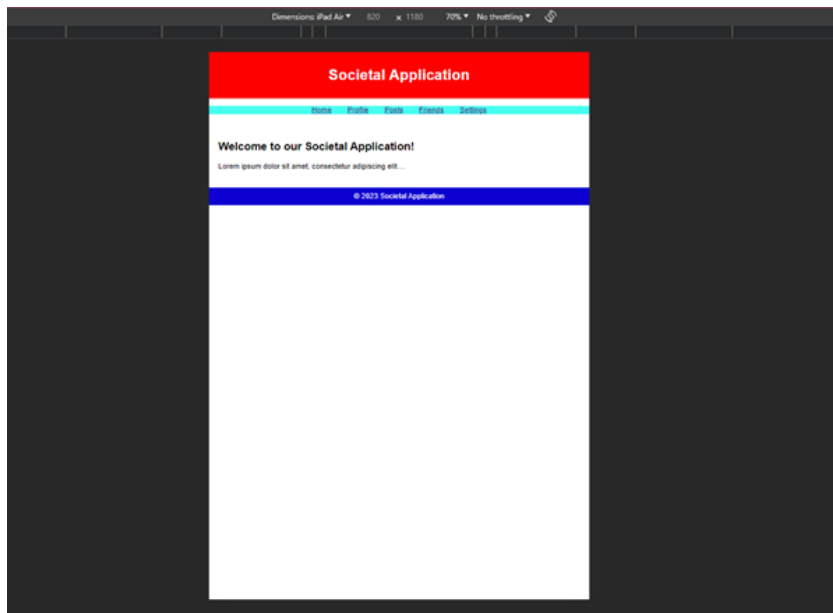 Dimensions: iPad Air ▼ 820 × 1180 70% ▼ No throttling ▼
Societal Application
Home Profile Posts Friends Settings
Welcome to our Societal Application!
Lorem ipsum dolor sit amet, consectetur adipiscing elit....
© 2023 Societal Application